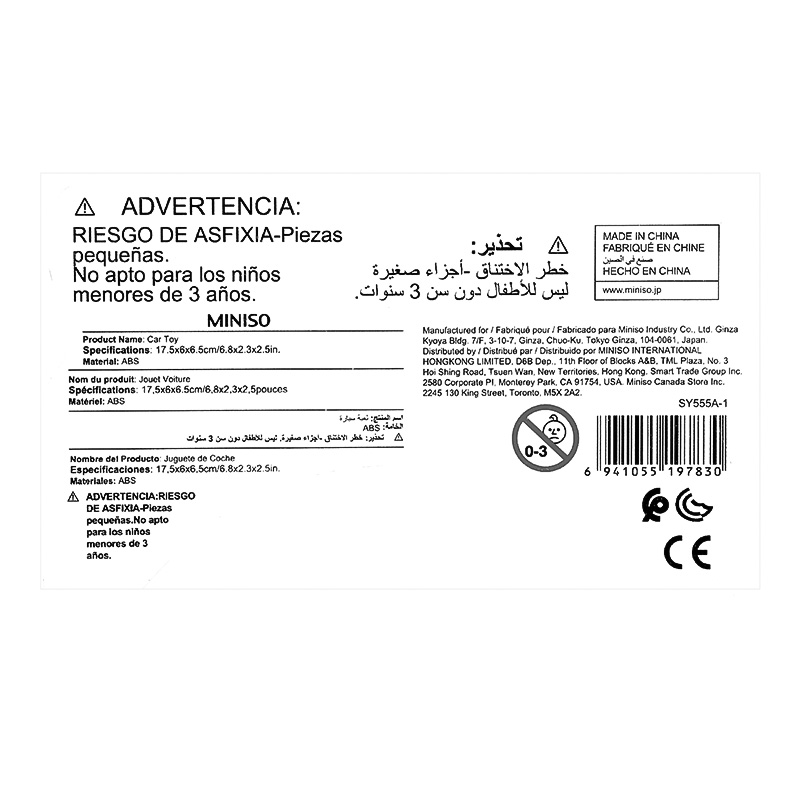 ⚠ ADVERTENCIA:
RIESGO DE ASFIXIA-Piezas
pequeñas.
No apto para los niños
menores de 3 años.
⚠ تحذير:
خطر الإختناق -أجزاء صغيرة
ليس للأطفال دون سن 3 سنوات.
MADE IN CHINA
FABRIQUÉ EN CHINE
صنع في الصين
HECHO EN CHINA
www.miniso.jp
MINISO
Product Name: Car Toy
Specifications: 17.5x6x6.5cm/6.8x2.3x2.5in.
Material: ABS
Nom du produit: Jouet Voiture
Spécifications: 17,5x6x6,5cm/6,8x2,3x2,5pouces
Matériel: ABS
اسم المنتج: لعبة سيارة
الخامة: ABS
⚠ تحذير: خطر الإختناق -أجزاء صغيرة. ليس للأطفال دون سن 3 سنوات
Nombre del Producto: Juguete de Coche
Especificaciones: 17,5x6x6,5cm/6.8x2.3x2.5in.
Materiales: ABS
⚠ ADVERTENCIA:RIESGO
DE ASFIXIA-Piezas
pequeñas.No apto
para los niños
menores de 3
años.
Manufactured for / Fabriqué pour / Fabricado para Miniso Industry Co., Ltd. Ginza
Kyoya Bldg. 7/F, 3-10-7, Ginza, Chuo-Ku, Tokyo Ginza, 104-0061, Japan.
Distributed by / Distribué par / Distribuido por MINISO INTERNATIONAL
HONGKONG LIMITED. D6B Dep., 11th Floor of Blocks A&B, TML Plaza, No. 3
Hoi Shing Road, Tsuen Wan, New Territories, Hong Kong. Smart Trade Group Inc.
2580 Corporate Pl, Monterey Park, CA 91754, USA. Miniso Canada Store Inc.
2245 130 King Street, Toronto, M5X 2A2.
SY555A-1
0-3
6 941055 197830
CE